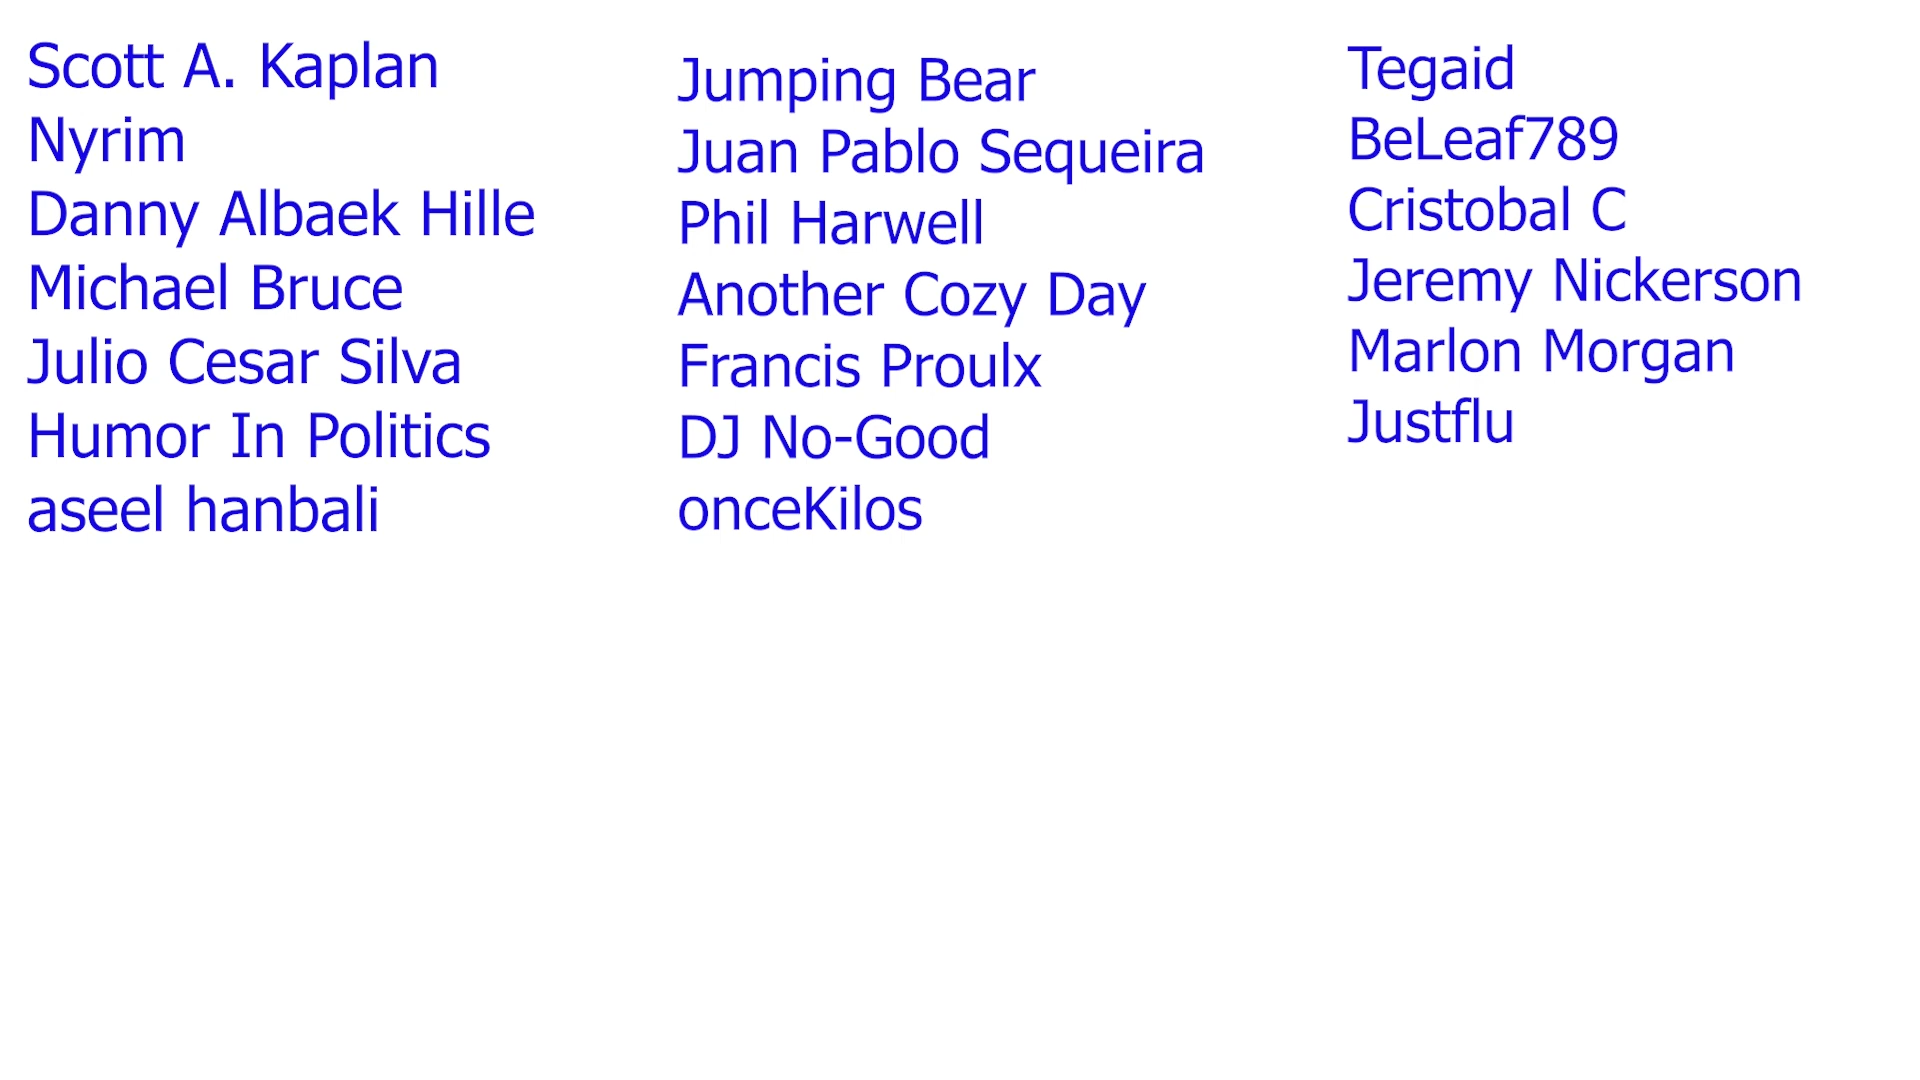 Scott A. Kaplan
Nyrim
Danny Albaek Hille
Michael Bruce
Julio Cesar Silva
Humor In Politics
aseel hanbali
Jumping Bear
Juan Pablo Sequeira
Phil Harwell
Another Cozy Day
Francis Proulx
DJ No-Good
onceKilos
Tegaid
BeLeaf789
Cristobal C
Jeremy Nickerson
Marlon Morgan
Justflu